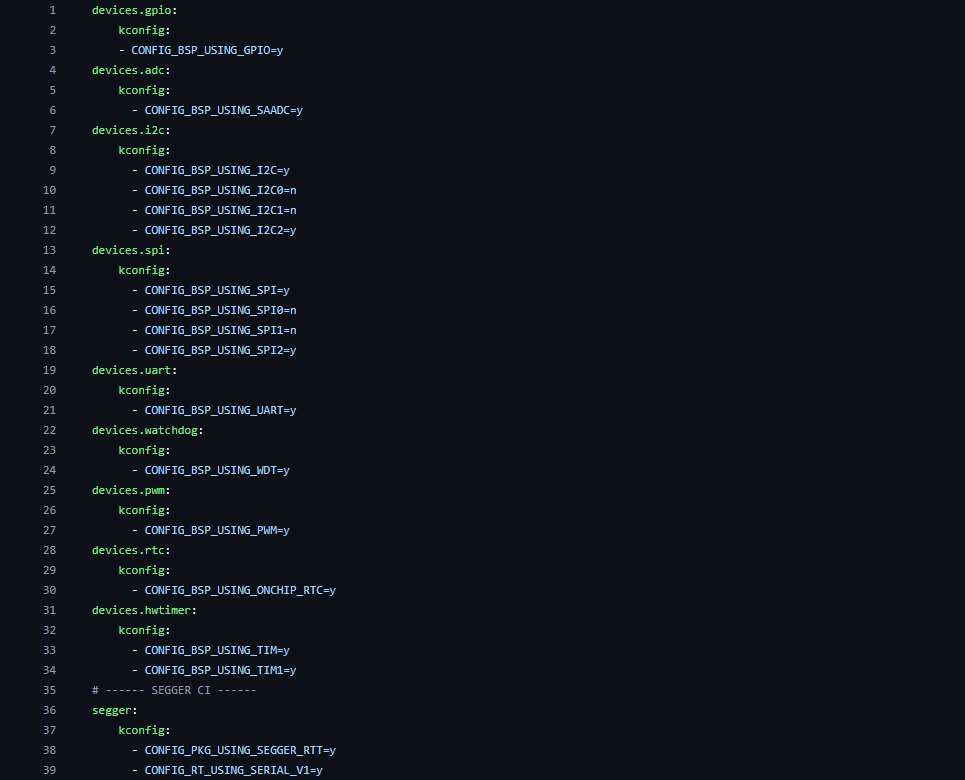 1 devices.gpio:
2     kconfig:
3     - CONFIG_BSP_USING_GPIO=y
4 devices.adc:
5     kconfig:
6       - CONFIG_BSP_USING_SAADC=y
7 devices.i2c:
8     kconfig:
9       - CONFIG_BSP_USING_I2C=y
10       - CONFIG_BSP_USING_I2C0=n
11       - CONFIG_BSP_USING_I2C1=n
12       - CONFIG_BSP_USING_I2C2=y
13 devices.spi:
14     kconfig:
15       - CONFIG_BSP_USING_SPI=y
16       - CONFIG_BSP_USING_SPI0=n
17       - CONFIG_BSP_USING_SPI1=n
18       - CONFIG_BSP_USING_SPI2=y
19 devices.uart:
20     kconfig:
21       - CONFIG_BSP_USING_UART=y
22 devices.watchdog:
23     kconfig:
24       - CONFIG_BSP_USING_WDT=y
25 devices.pwm:
26     kconfig:
27       - CONFIG_BSP_USING_PWM=y
28 devices.rtc:
29     kconfig:
30       - CONFIG_BSP_USING_ONCHIP_RTC=y
31 devices.hwtimer:
32     kconfig:
33       - CONFIG_BSP_USING_TIM=y
34       - CONFIG_BSP_USING_TIM1=y
35 # ------ SEGGER CI ------
36 segger:
37     kconfig:
38       - CONFIG_PKG_USING_SEGGER_RTT=y
39       - CONFIG_RT_USING_SERIAL_V1=y